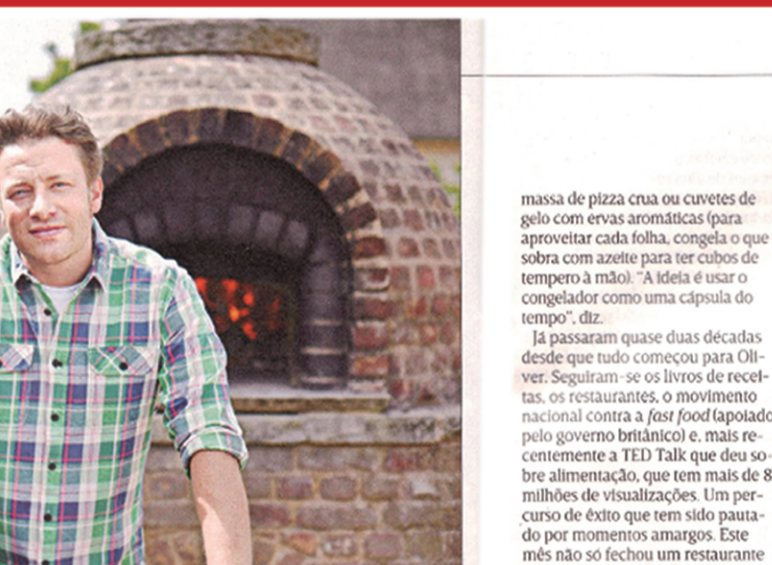 massa de pizza crua ou cuvetes de
gelo com ervas aromáticas (para
aproveitar cada folha, congela o que
sobra com azeite para ter cubos de
tempero à mão). "A ideia é usar o
congelador como uma cápsula do
tempo", diz.
Já passaram quase duas décadas
desde que tudo começou para Oli-
ver. Seguiram-se os livros de recei-
tas, os restaurantes, o movimento
nacional contra a fast food (apoiado
pelo governo britânico) e, mais re-
centemente a TED Talk que deu so-
bre alimentação, que tem mais de 8
milhões de visualizações. Um per-
curso de êxito que tem sido pauta-
do por momentos amargos. Este
mês não só fechou um restaurante